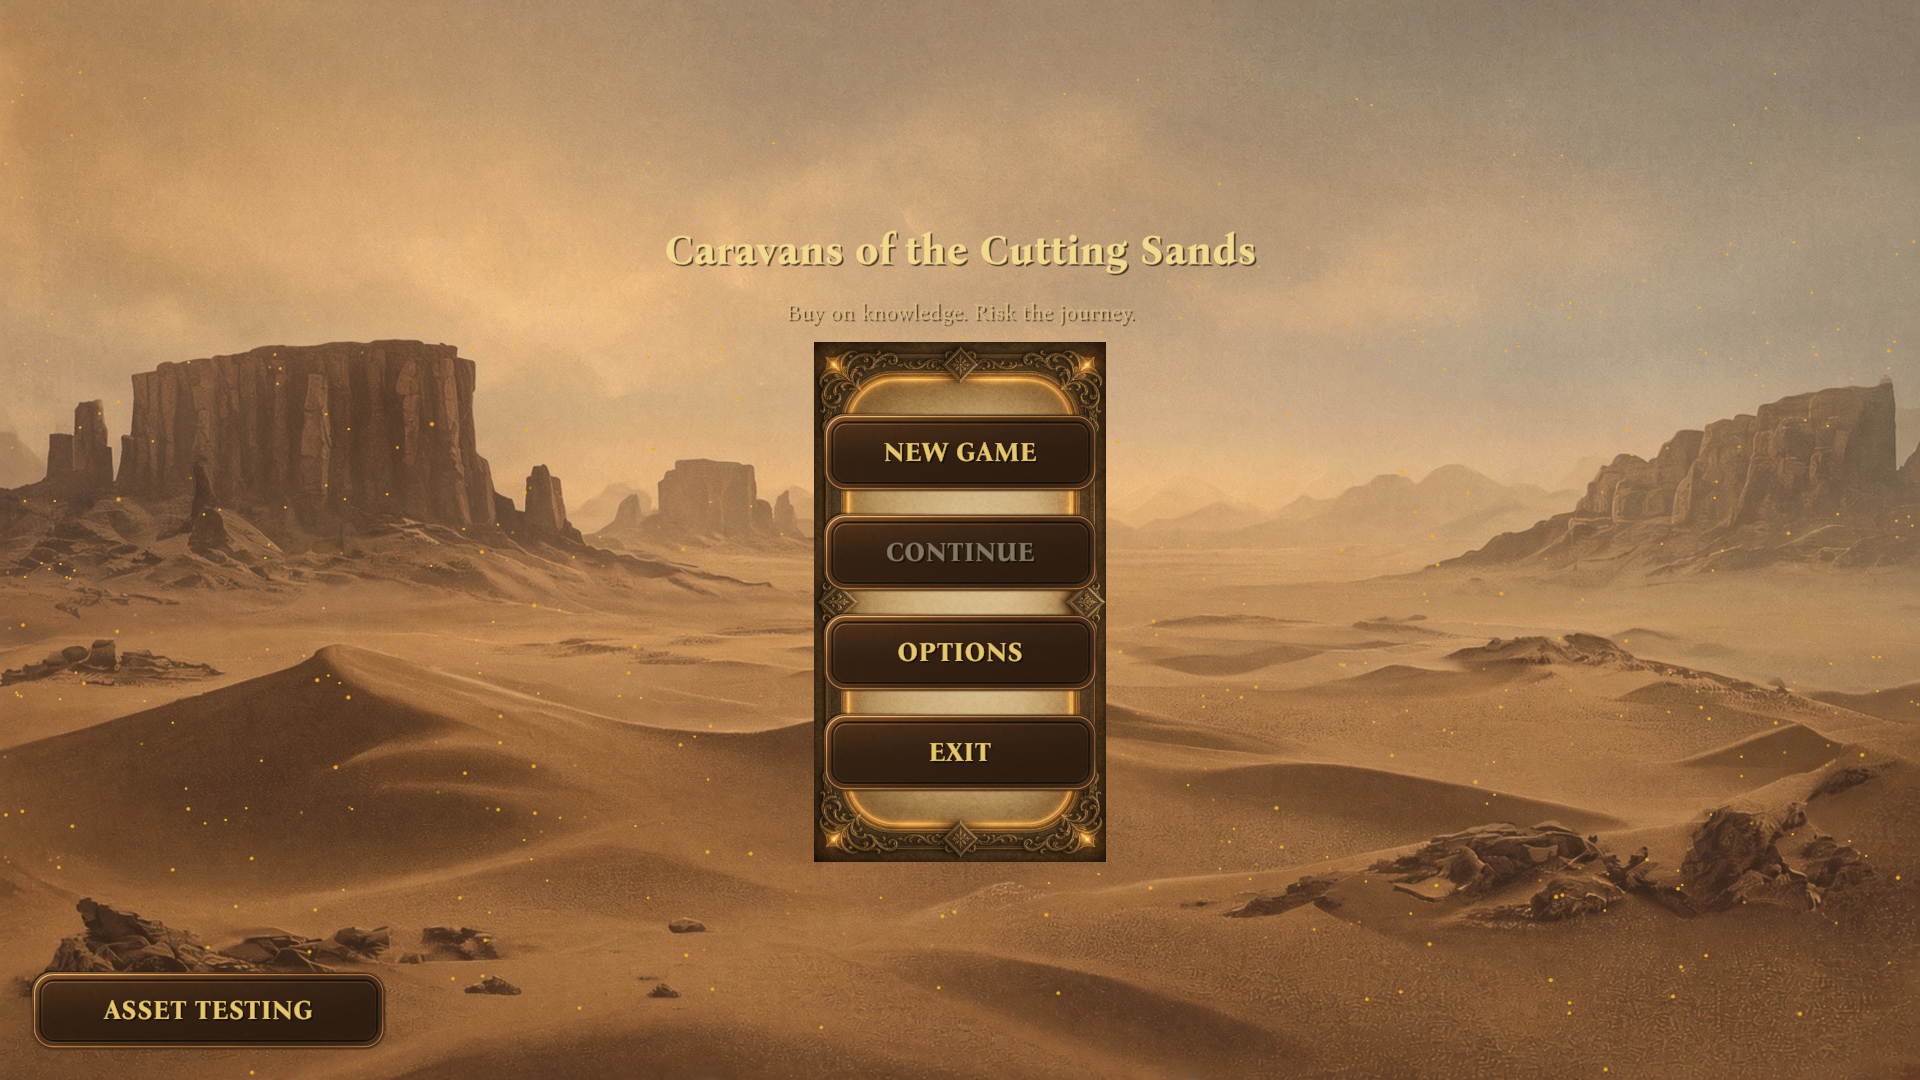 Caravans of the Cutting Sands
Buy on knowledge. Risk the journey.
NEW GAME
CONTINUE
OPTIONS
EXIT
ASSET TESTING